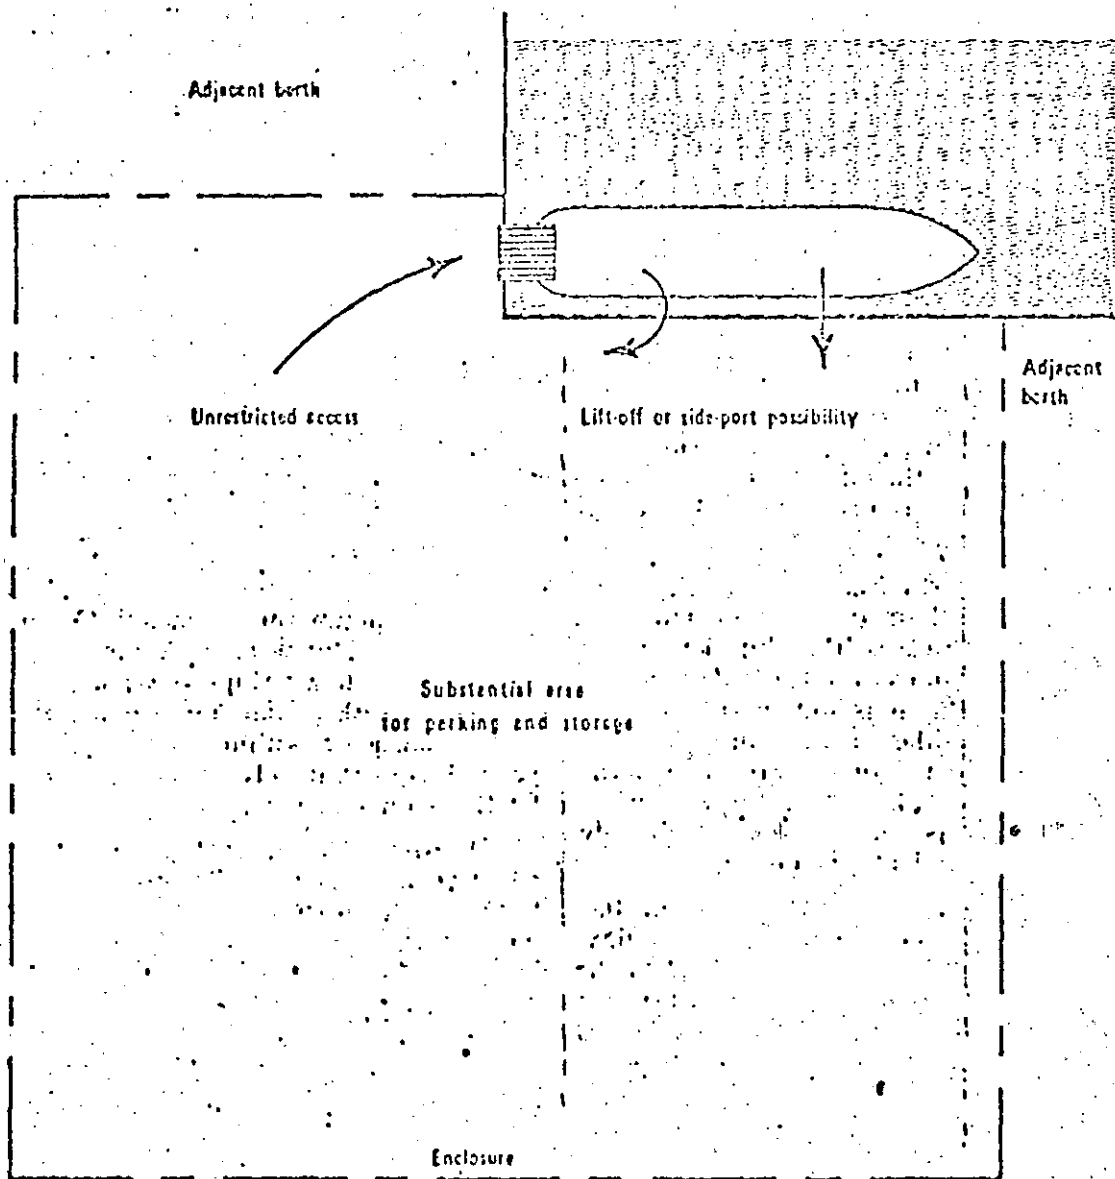 Adjacent berth
Adjacent
berth
Unrestricted access
Lift-off or side-port possibility
Substantial area
for parking and storage
Enclosure